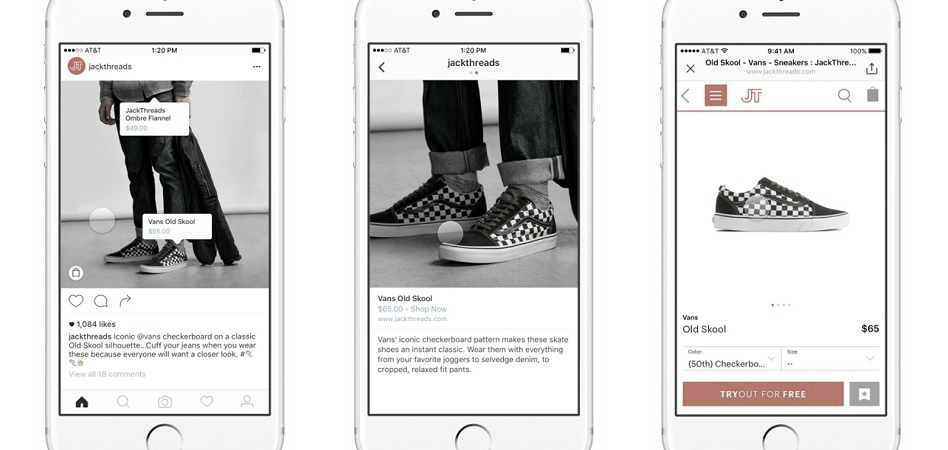 AT&T
1:20 PM
jackthreads
JackThreads
Ombre Flannel
$49.00
Vans Old Skool
$65.00
1,084 likes
jackthreads Iconic @vans checkerboard on a classic
Old Skool silhouette...Cuff your jeans when you wear
these because everyone will want a closer look. #
View all 18 comments
AT&T
1:20 PM
jackthreads
Vans Old Skool
$65.00 - Shop Now
www.jackthreads.com
Vans' iconic checkerboard pattern makes these skate
shoes an instant classic. Wear them with everything
from your favorite joggers to selvedge denim, to
cropped, relaxed fit pants.
AT&T
9:41 AM
100%
Old Skool - Vans - Sneakers : JackThre...
www.jackthreads.com
JT
Vans
Old Skool
$65
Color:
(50th) Checkerbo...
Size:
--
TRYOUT FOR FREE